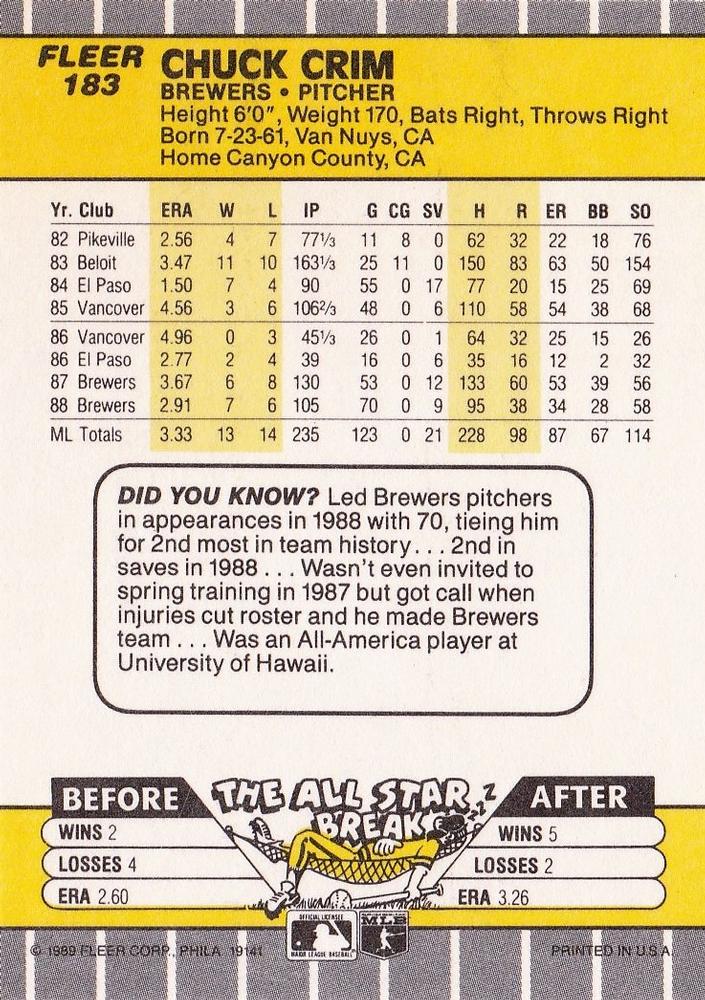 FLEER
183
CHUCK CRIM
BREWERS • PITCHER
Height 6'0", Weight 170, Bats Right, Throws Right
Born 7-23-61, Van Nuys, CA
Home Canyon County, CA
Yr. Club ERA W L IP G CG SV H R ER BB SO
82 Pikeville 2.56 4 7 77⅓ 11 8 0 62 32 22 18 76
83 Beloit 3.47 11 10 163⅓ 25 11 0 150 83 63 50 154
84 El Paso 1.50 7 4 90 55 0 17 77 20 15 25 69
85 Vancover 4.56 3 6 106⅔ 48 0 6 110 58 54 38 68
86 Vancover 4.96 0 3 45⅓ 26 0 1 64 32 25 15 26
86 El Paso 2.77 2 4 39 16 0 6 35 16 12 2 32
87 Brewers 3.67 6 8 130 53 0 12 133 60 53 39 56
88 Brewers 2.91 7 6 105 70 0 9 95 38 34 28 58
ML Totals 3.33 13 14 235 123 0 21 228 98 87 67 114
DID YOU KNOW? Led Brewers pitchers
in appearances in 1988 with 70, tieing him
for 2nd most in team history . . . 2nd in
saves in 1988 . . . Wasn't even invited to
spring training in 1987 but got call when
injuries cut roster and he made Brewers
team . . . Was an All-America player at
University of Hawaii.
THE ALL STAR
BREAK
ZZZ
BEFORE
WINS 2
LOSSES 4
ERA 2.60
AFTER
WINS 5
LOSSES 2
ERA 3.26
OFFICIAL LICENSEE
MAJOR LEAGUE BASEBALL
MLB
© 1989 FLEER CORP., PHILA. 19141
PRINTED IN U.S.A.